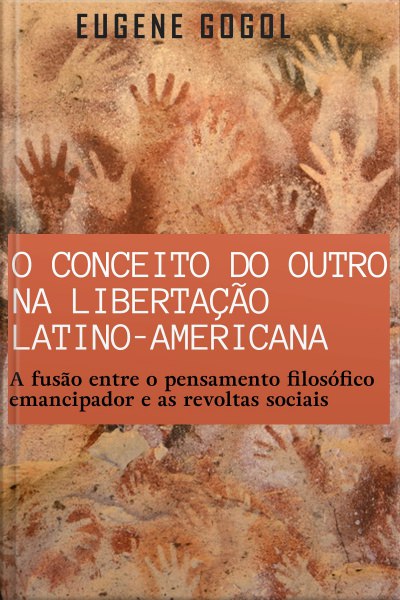 EUGENE GOGOL
O CONCEITO DO OUTRO
NA LIBERTAÇÃO
LATINO-AMERICANA
A fusão entre o pensamento filosófico
emancipador e as revoltas sociais